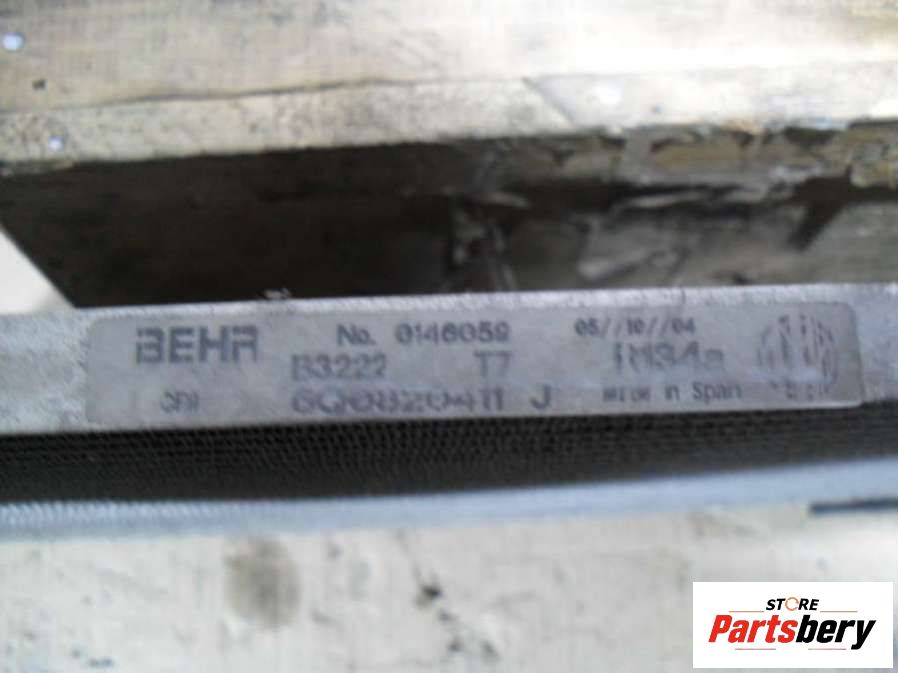 BEHR No. 0146059 05//10//04
B3222 T7 R134a
6Q0820411 J MADE in Spain
STORE
Partsbery